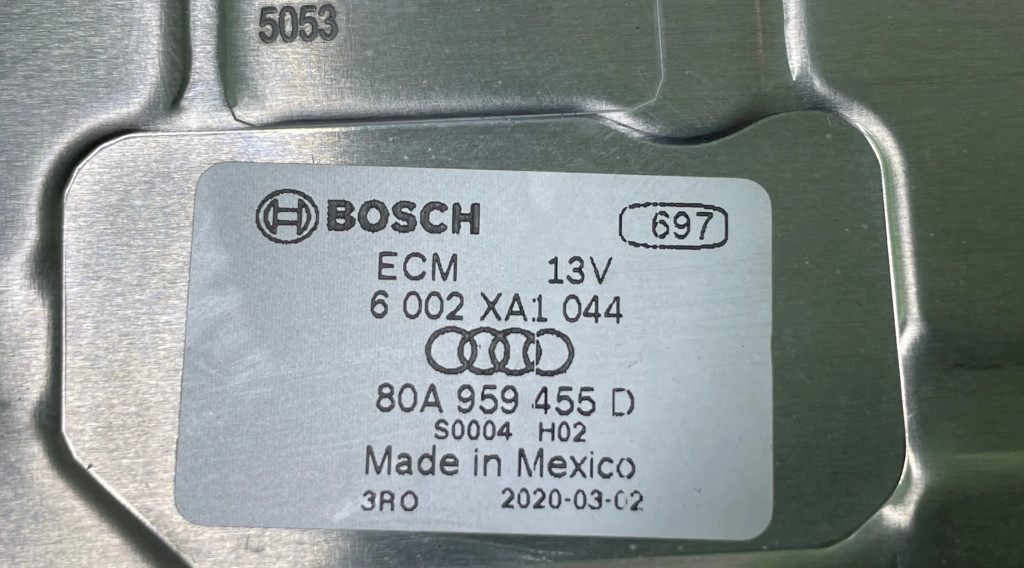 5053
BOSCH 697
ECM 13V
6 002 XA1 044
80A 959 455 D
S0004 H02
Made in Mexico
3R0 2020-03-02